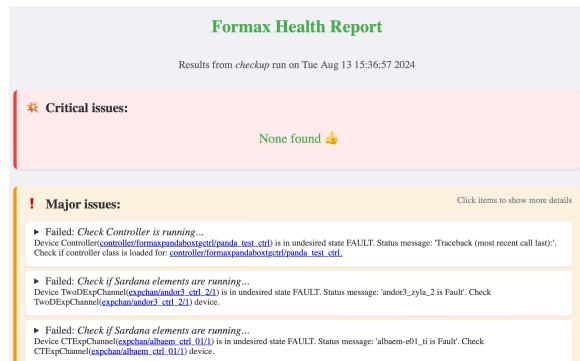 Formax Health Report
Results from checkup run on Tue Aug 13 15:36:57 2024
Critical issues:
None found 👍
Major issues:
Click items to show more details
Failed: Check Controller is running…
Device Controller(controller/formaxpandaboxtgctrl/panda_test_ctrl) is in undesired state FAULT. Status message: 'Traceback (most recent call last):'.
Check if controller class is loaded for: controller/formaxpandaboxtgctrl/panda_test_ctrl.
Failed: Check if Sardana elements are running…
Device TwoDExpChannel(expchan/andor3_ctrl_2/1) is in undesired state FAULT. Status message: 'andor3_zyla_2 is Fault'. Check
TwoDExpChannel(expchan/andor3_ctrl_2/1) device.
Failed: Check if Sardana elements are running…
Device CTExpChannel(expchan/albaem_ctrl_01/1) is in undesired state FAULT. Status message: 'albaem-e01_ti is Fault'. Check
CTExpChannel(expchan/albaem_ctrl_01/1) device.